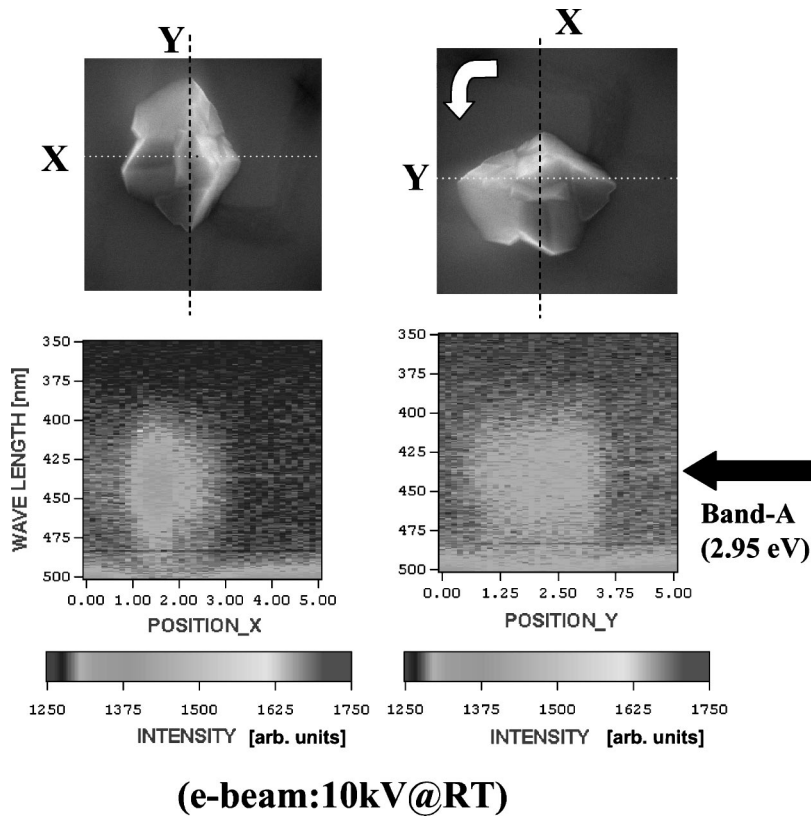 Y
X
X
Y
350
375
400
425
450
475
500
WAVE LENGTH [nm]
0.00 1.00 2.00 3.00 4.00 5.00
POSITION_X
350
375
400
425
450
475
500
0.00 1.25 2.50 3.75 5.00
POSITION_Y
Band-A
(2.95 eV)
1250 1375 1500 1625 1750
INTENSITY [arb. units]
1250 1375 1500 1625 1750
INTENSITY [arb. units]
(e-beam:10kV@RT)